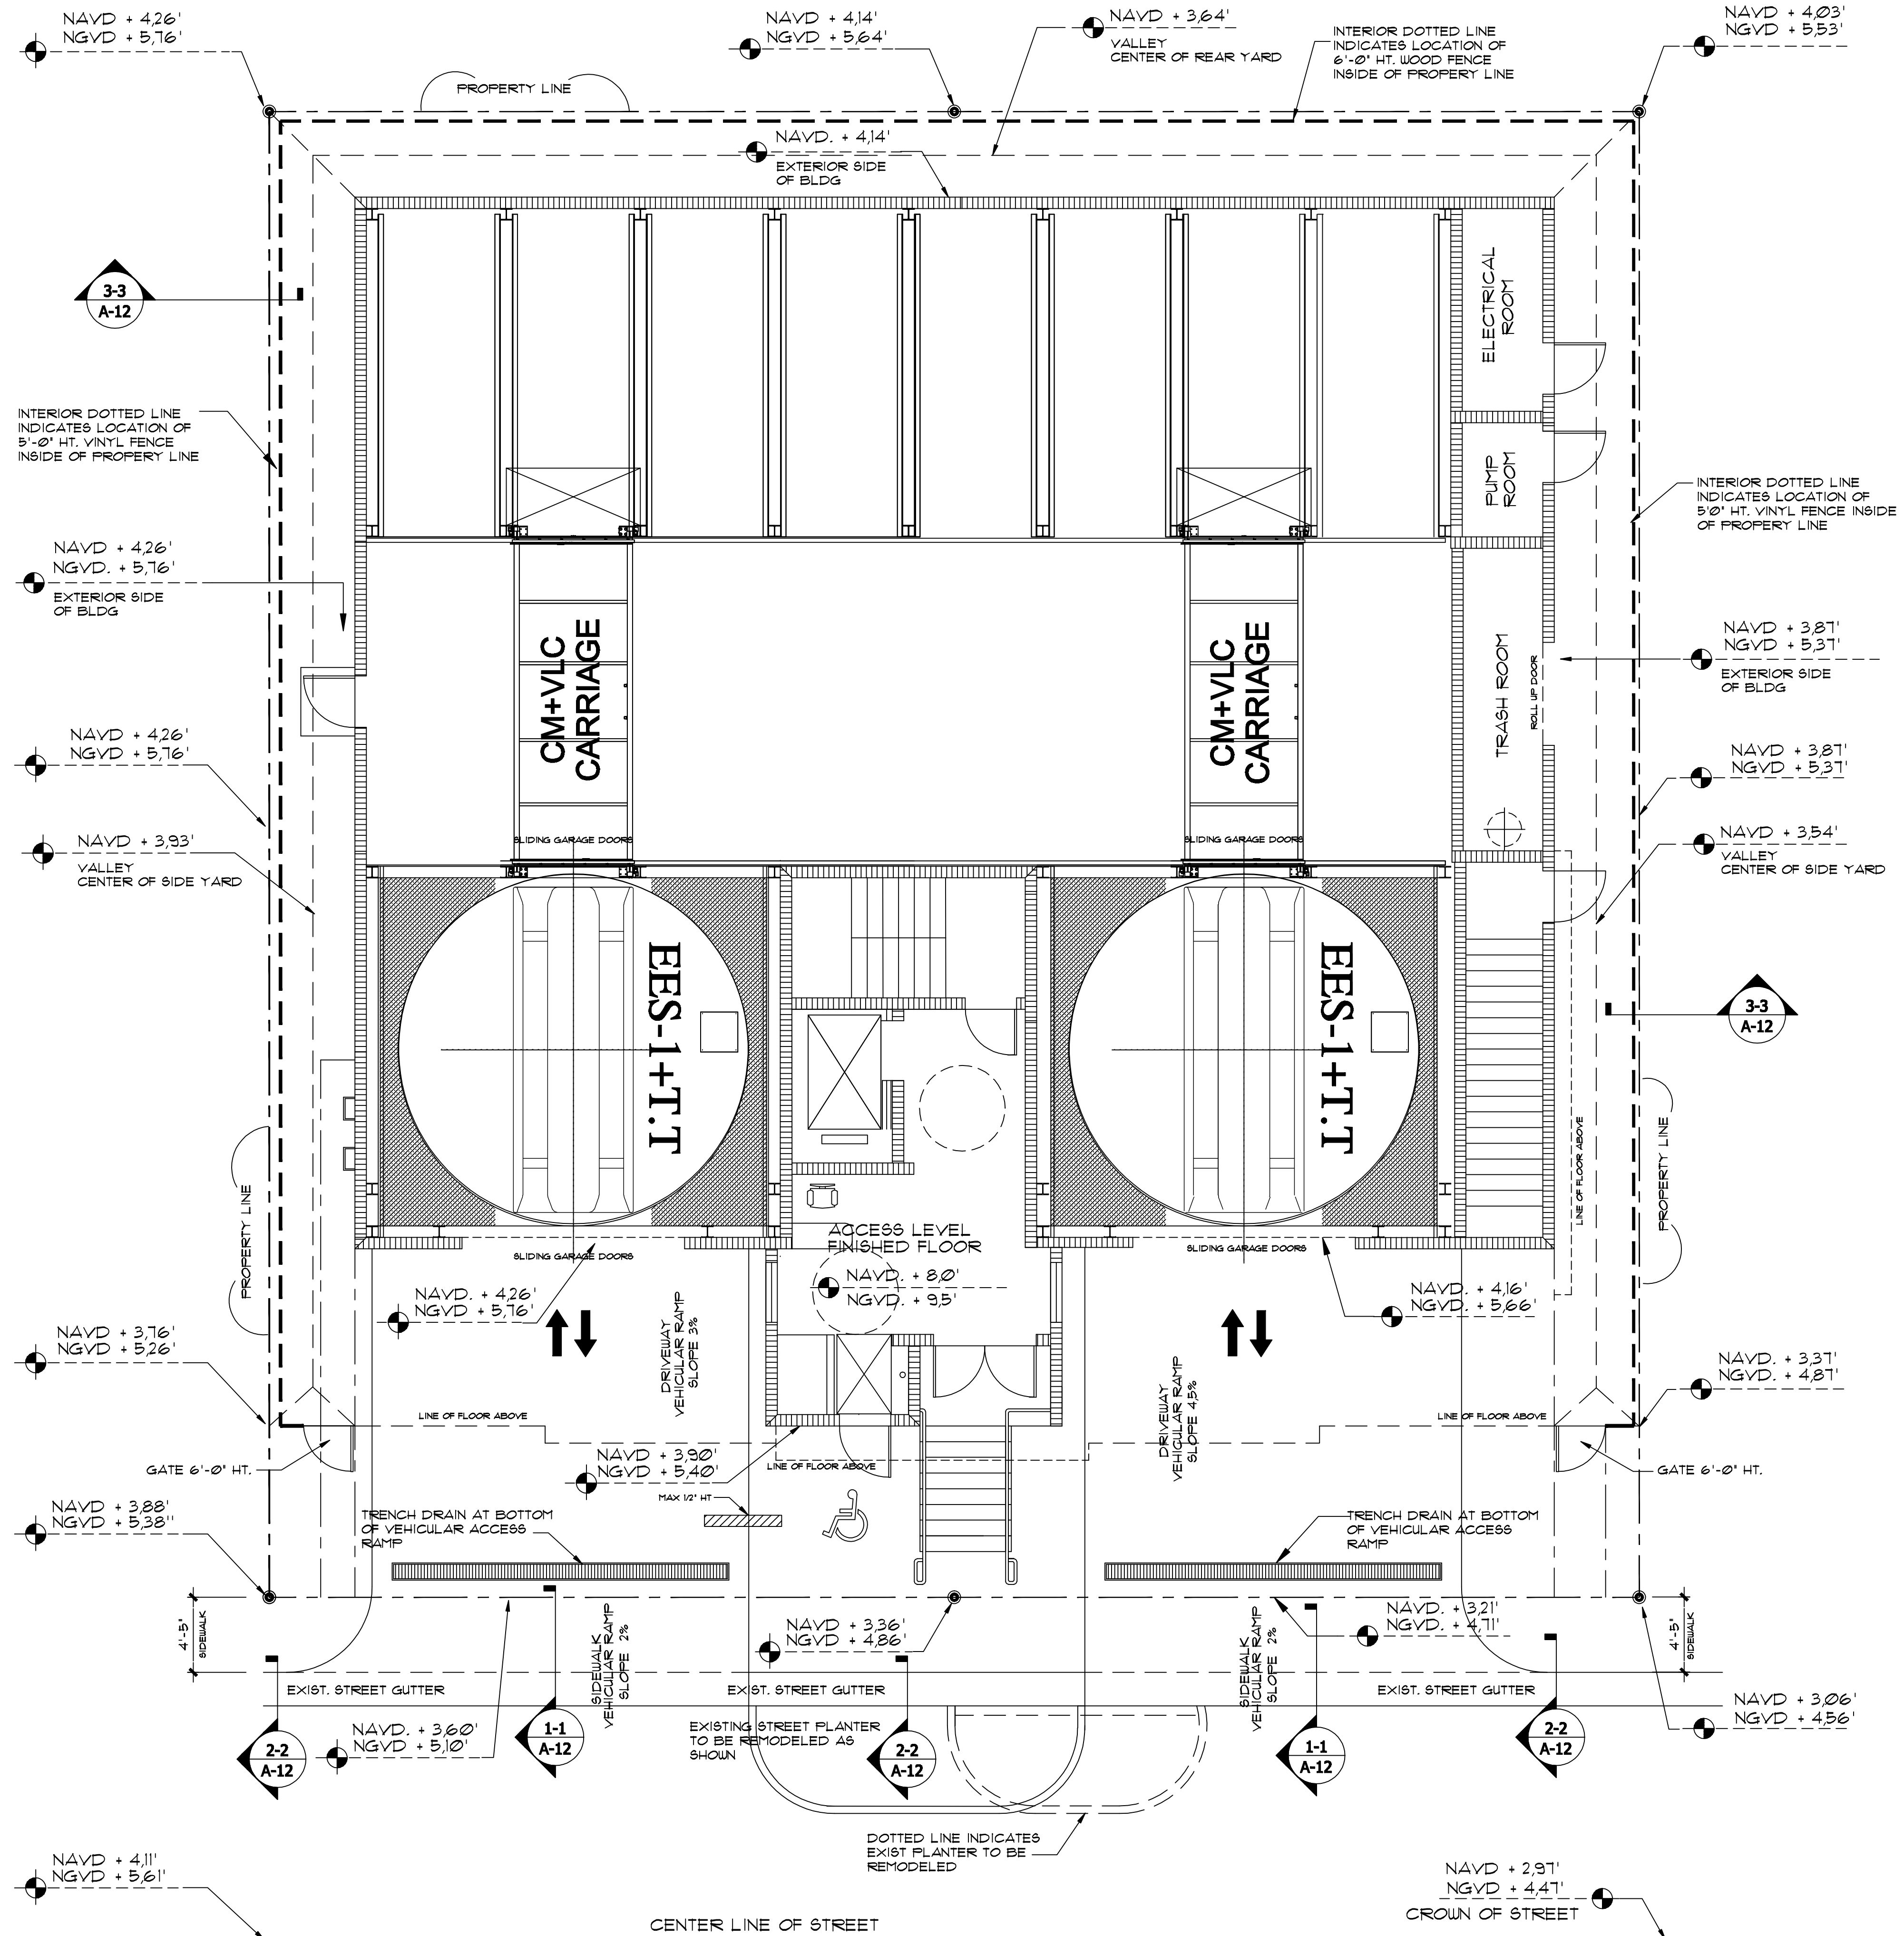 NAVD + 4,26'
NGVD + 5,76'
NAVD + 4,14'
NGVD + 5,64'
NAVD + 3,64'
VALLEY
CENTER OF REAR YARD
INTERIOR DOTTED LINE
INDICATES LOCATION OF
6'-0" HT. WOOD FENCE
INSIDE OF PROPERY LINE
NAVD + 4,03'
NGVD + 5,53'
PROPERTY LINE
NAVD. + 4,14'
EXTERIOR SIDE
OF BLDG
3-3
A-12
ELECTRICAL
ROOM
INTERIOR DOTTED LINE
INDICATES LOCATION OF
5'-0" HT. VINYL FENCE
INSIDE OF PROPERY LINE
PUMP
ROOM
INTERIOR DOTTED LINE
INDICATES LOCATION OF
5'0" HT. VINYL FENCE INSIDE
OF PROPERY LINE
NAVD + 4,26'
NGVD. + 5,76'
EXTERIOR SIDE
OF BLDG
CM+VLC
CARRIAGE
CM+VLC
CARRIAGE
TRASH ROOM
ROLL UP DOOR
NAVD + 3,87'
NGVD + 5,37'
EXTERIOR SIDE
OF BLDG
NAVD + 4,26'
NGVD + 5,76'
NAVD + 3,87'
NGVD + 5,37'
NAVD + 3,93'
VALLEY
CENTER OF SIDE YARD
SLIDING GARAGE DOORS
SLIDING GARAGE DOORS
NAVD + 3,54'
VALLEY
CENTER OF SIDE YARD
EES-1+T.T
EES-1+T.T
3-3
A-12
PROPERTY LINE
LINE OF FLOOR ABOVE
PROPERTY LINE
ACCESS LEVEL
FINISHED FLOOR
SLIDING GARAGE DOORS
SLIDING GARAGE DOORS
NAVD. + 8,0'
NGVD. + 9,5'
NAVD. + 4,26'
NGVD + 5,76'
NAVD. + 4,16'
NGVD. + 5,66'
DRIVEWAY
VEHICULAR RAMP
SLOPE 3%
NAVD + 3,76'
NGVD + 5,26'
DRIVEWAY
VEHICULAR RAMP
SLOPE 4,5%
NAVD. + 3,37'
NGVD. + 4,87'
LINE OF FLOOR ABOVE
LINE OF FLOOR ABOVE
GATE 6'-0" HT.
NAVD + 3,90'
NGVD + 5,40'
LINE OF FLOOR ABOVE
GATE 6'-0" HT.
MAX 1/2" HT
NAVD + 3,88'
NGVD + 5,38''
TRENCH DRAIN AT BOTTOM
OF VEHICULAR ACCESS
RAMP
TRENCH DRAIN AT BOTTOM
OF VEHICULAR ACCESS
RAMP
4'-5"
SIDEWALK
SIDEWALK
VEHICULAR RAMP
SLOPE 2%
NAVD + 3,36'
NGVD + 4,86'
SIDEWALK
VEHICULAR RAMP
SLOPE 2%
NAVD. + 3,21'
NGVD. + 4,71'
4'-5"
SIDEWALK
EXIST. STREET GUTTER
EXIST. STREET GUTTER
EXIST. STREET GUTTER
NAVD + 3,06'
NGVD + 4,56'
NAVD. + 3,60'
NGVD + 5,10'
2-2
A-12
1-1
A-12
EXISTING STREET PLANTER
TO BE REMODELED AS
SHOWN
2-2
A-12
1-1
A-12
2-2
A-12
DOTTED LINE INDICATES
EXIST PLANTER TO BE
REMODELED
NAVD + 4,11'
NGVD + 5,61'
NAVD + 2,97'
NGVD + 4,47'
CROWN OF STREET
CENTER LINE OF STREET